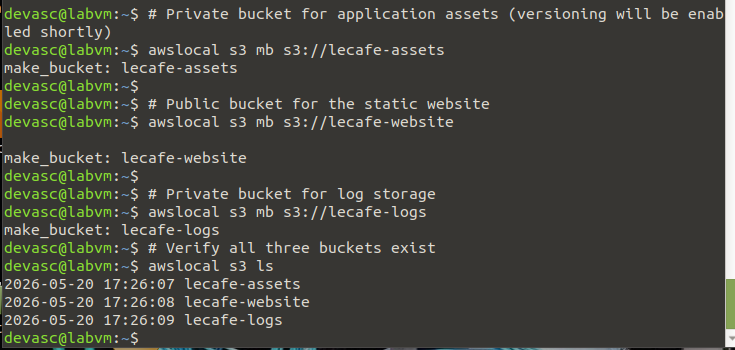 devasc@labvm:~$ # Private bucket for application assets (versioning will be enab
led shortly)
devasc@labvm:~$ awslocal s3 mb s3://lecafe-assets
make_bucket: lecafe-assets
devasc@labvm:~$
devasc@labvm:~$ # Public bucket for the static website
devasc@labvm:~$ awslocal s3 mb s3://lecafe-website

make_bucket: lecafe-website
devasc@labvm:~$
devasc@labvm:~$ # Private bucket for log storage
devasc@labvm:~$ awslocal s3 mb s3://lecafe-logs
make_bucket: lecafe-logs
devasc@labvm:~$ # Verify all three buckets exist
devasc@labvm:~$ awslocal s3 ls
2026-05-20 17:26:07 lecafe-assets
2026-05-20 17:26:08 lecafe-website
2026-05-20 17:26:09 lecafe-logs
devasc@labvm:~$